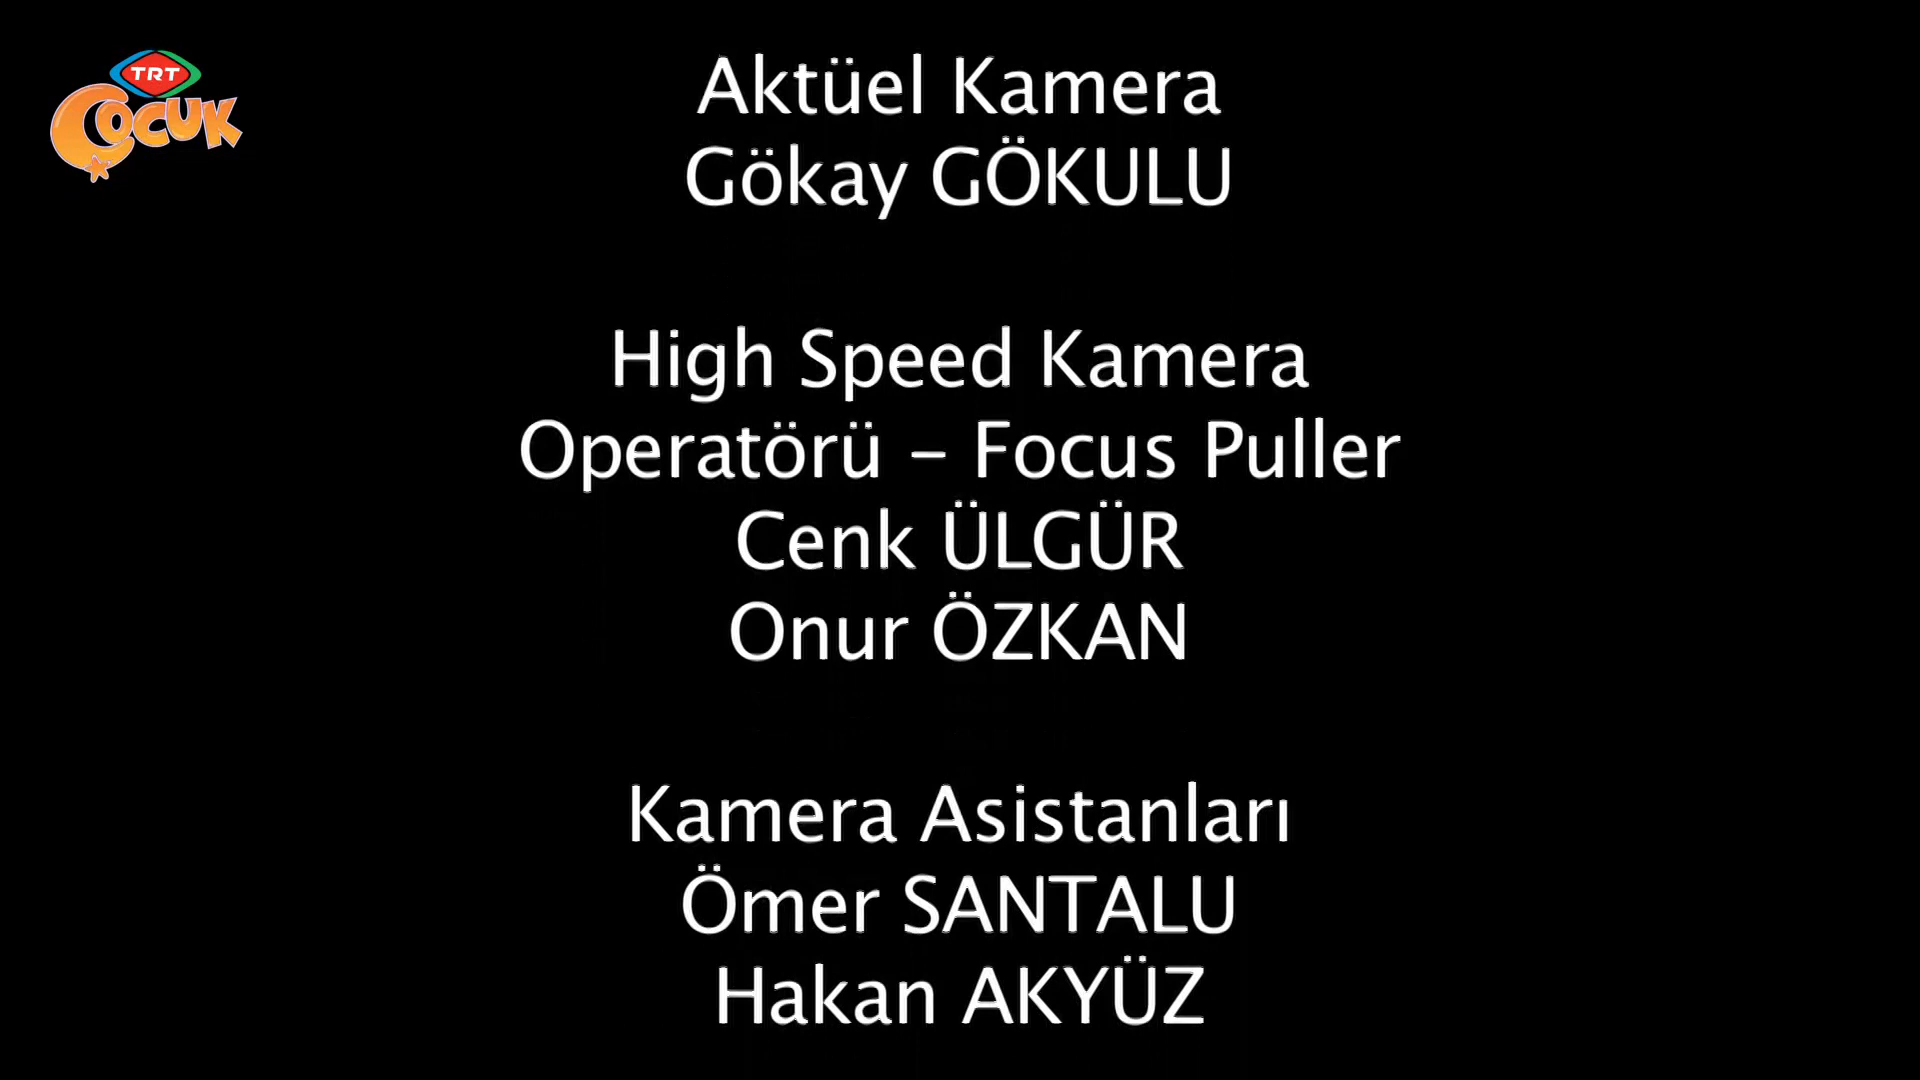 TRT
Çocuk
Aktüel Kamera
Gökay GÖKULU
High Speed Kamera
Operatörü - Focus Puller
Cenk ÜLGÜR
Onur ÖZKAN
Kamera Asistanları
Ömer SANTALU
Hakan AKYÜZ